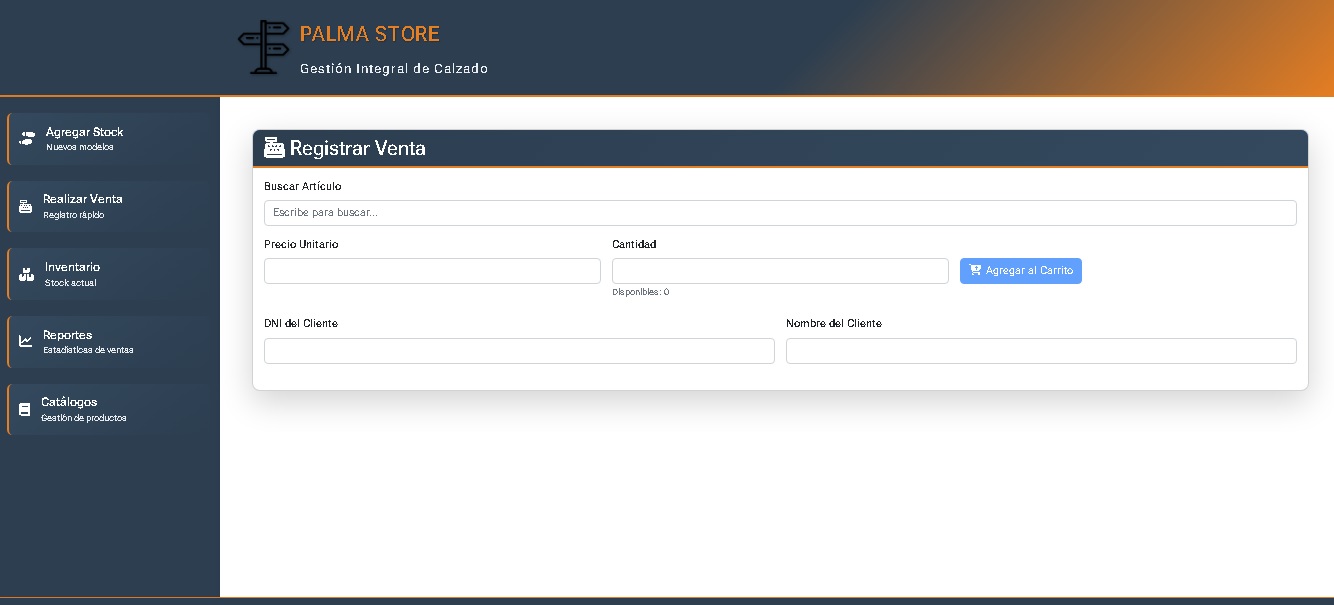 PALMA STORE
Gestión Integral de Calzado
Agregar Stock
Nuevos modelos
Realizar Venta
Registro rápido
Inventario
Stock actual
Reportes
Estadísticas de ventas
Catálogos
Gestión de productos
Registrar Venta
Buscar Artículo
Escribe para buscar...
Precio Unitario
Cantidad
Agregar al Carrito
Disponibles: 0
DNI del Cliente
Nombre del Cliente